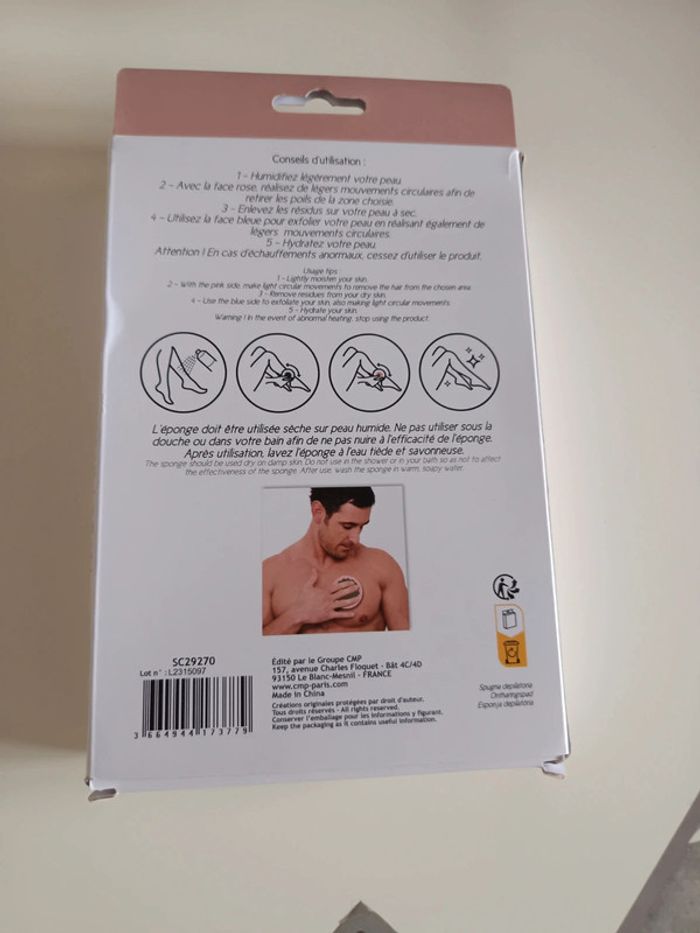 Conseils d'utilisation :
1 - Humidifiez légèrement votre peau
2 - Avec la face rose, réalisez de légers mouvements circulaires afin de
retirer les poils de la zone choisie.
3 - Enlevez les résidus sur votre peau à sec.
4 - Utilisez la face bleue pour exfolier votre peau en réalisant également de
légers mouvements circulaires.
5 - Hydratez votre peau.
Attention ! En cas d'échauffements anormaux, cessez d'utiliser le produit.
Usage tips :
1 - Lightly moisten your skin.
2 - With the pink side, make light circular movements to remove the hair from the chosen area.
3 - Remove residues from your dry skin.
4 - Use the blue side to exfoliate your skin, also making light circular movements.
5 - Hydrate your skin.
Warning ! In the event of abnormal heating, stop using the product.
L'éponge doit être utilisée sèche sur peau humide. Ne pas utiliser sous la
douche ou dans votre bain afin de ne pas nuire à l'efficacité de l'éponge.
Après utilisation, lavez l'éponge à l'eau tiède et savonneuse.
The sponge should be used dry on damp skin. Do not use in the shower or in your bath so as not to affect
the effectiveness of the sponge. After use, wash the sponge in warm, soapy water.
SC29270
Lot n° : L2315097
3 664944 173779
Édité par le Groupe CMP
157, avenue Charles Floquet - Bât 4C/4D
93150 Le Blanc-Mesnil - FRANCE
www.cmp-paris.com
Made in China
Créations originales protégées par droit d'auteur.
Tous droits réservés - All rights reserved.
Conserver l'emballage pour les informations y figurant.
Keep the packaging as it contains useful information.
Spugna depilatoria
Ontharingspad
Esponja depilatória